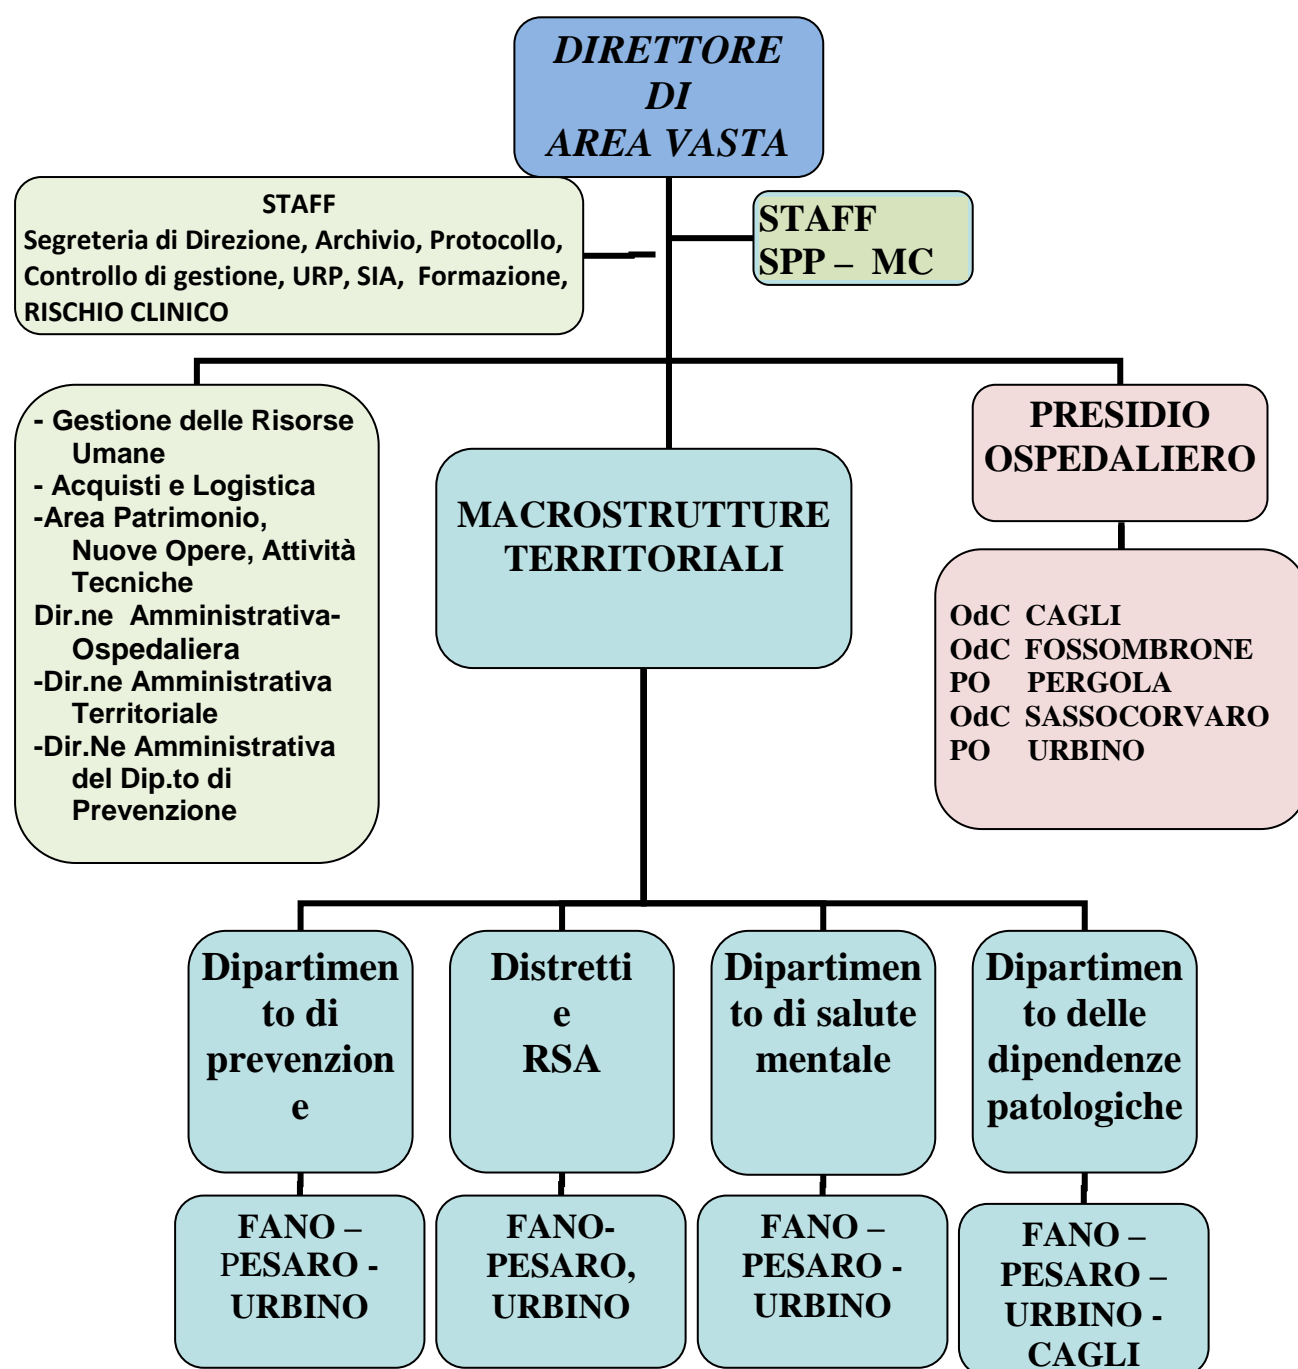 DIRETTORE
DI
AREA VASTA
STAFF
Segreteria di Direzione, Archivio, Protocollo,
Controllo di gestione, URP, SIA, Formazione,
RISCHIO CLINICO
STAFF
SPP – MC
- Gestione delle Risorse
Umane
- Acquisti e Logistica
-Area Patrimonio,
Nuove Opere, Attività
Tecniche
Dir.ne Amministrativa-
Ospedaliera
-Dir.ne Amministrativa
Territoriale
-Dir.Ne Amministrativa
del Dip.to di
Prevenzione
MACROSTRUTTURE
TERRITORIALI
PRESIDIO
OSPEDALIERO
OdC CAGLI
OdC FOSSOMBRONE
PO PERGOLA
OdC SASSOCORVARO
PO URBINO
Dipartimen
to di
prevenzion
e
Distretti
e
RSA
Dipartimen
to di salute
mentale
Dipartimen
to delle
dipendenze
patologiche
FANO –
PESARO -
URBINO
FANO-
PESARO,
URBINO
FANO –
PESARO -
URBINO
FANO –
PESARO –
URBINO -
CAGLI